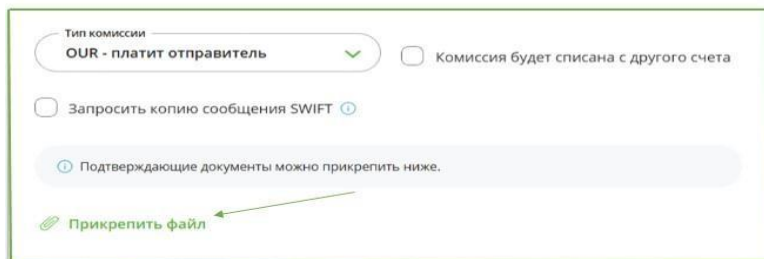 Тип комиссии
OUR - платит отправитель
Комиссия будет списана с другого счета
Запросить копию сообщения SWIFT
Подтверждающие документы можно прикрепить ниже.
Прикрепить файл